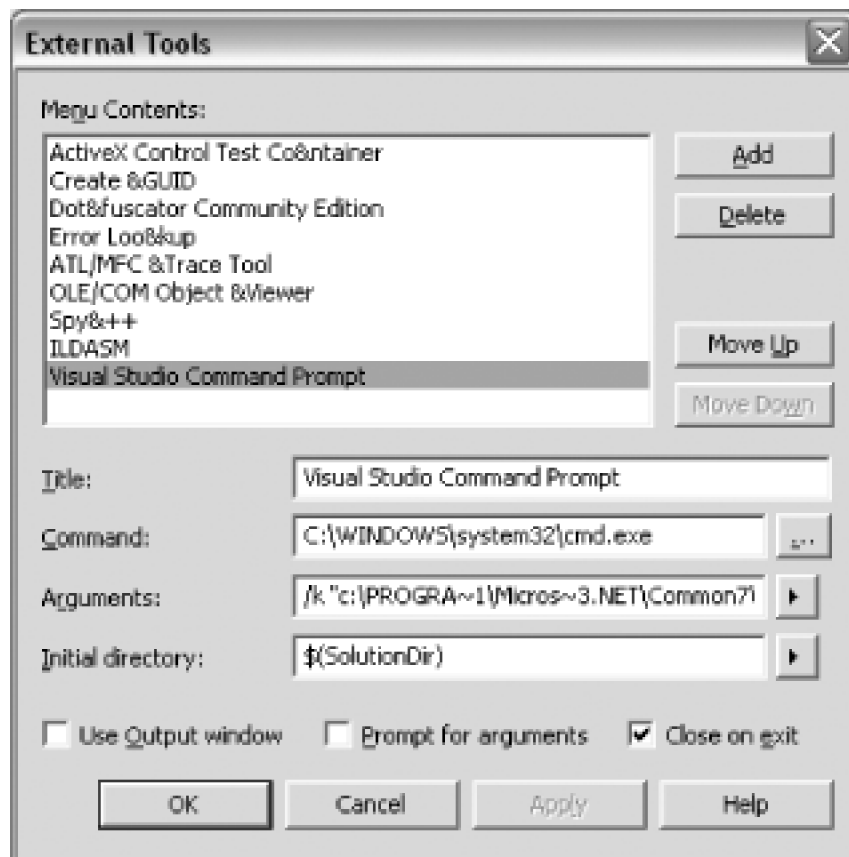 External Tools
Menu Contents:
ActiveX Control Test Co&ntainer
Create &GUID
Dot&fuscator Community Edition
Error Loo&kup
ATL/MFC &Trace Tool
OLE/COM Object &Viewer
Spy&++
ILDASM
Visual Studio Command Prompt
Add
Delete
Move Up
Move Down
Title: Visual Studio Command Prompt
Command: C:\WINDOWS\system32\cmd.exe ...
Arguments: /k "c:\PROGRA~1\Micros~3.NET\Common7\
Initial directory: $(SolutionDir)
Use Output window Prompt for arguments Close on exit
OK Cancel Apply Help